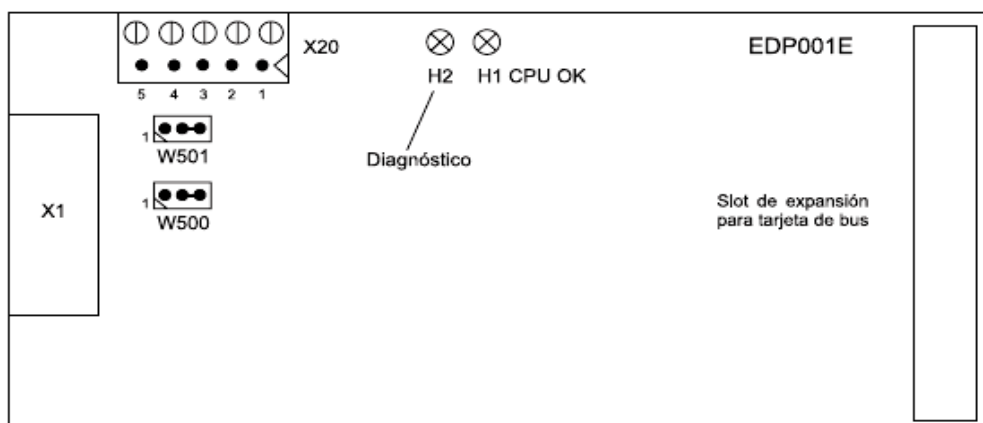 X20
EDP001E
H2 H1 CPU OK
5 4 3 2 1
1
W501
Diagnóstico
1
W500
X1
Slot de expansión
para tarjeta de bus